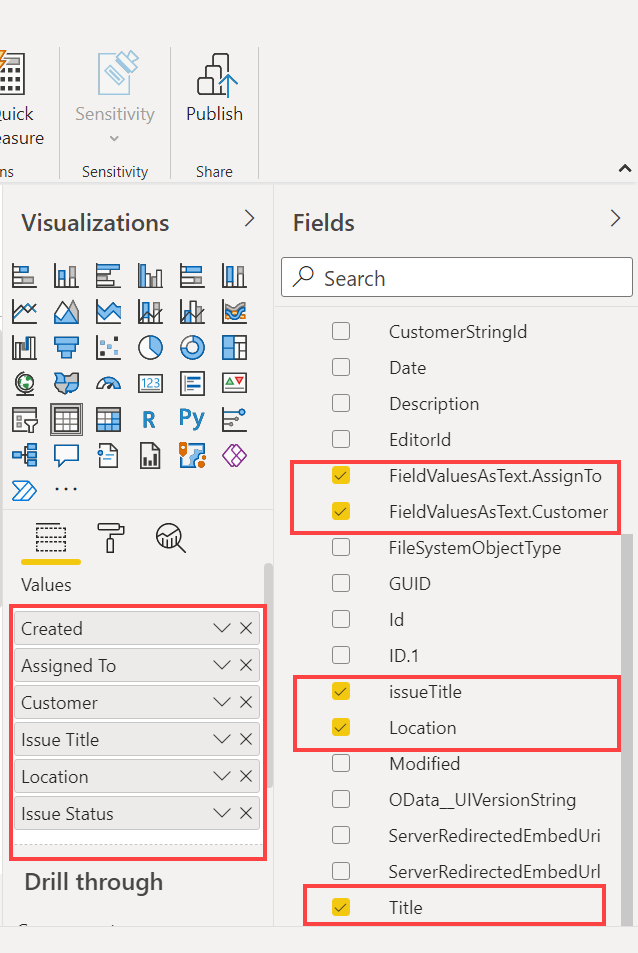 uick
easure
ns
Sensitivity
Sensitivity
Publish
Share
Visualizations
123
R
Py
Values
Created
Assigned To
Customer
Issue Title
Location
Issue Status
Drill through
Fields
Search
CustomerStringId
Date
Description
EditorId
FieldValuesAsText.AssignTo
FieldValuesAsText.Customer
FileSystemObjectType
GUID
Id
ID.1
issueTitle
Location
Modified
OData__UIVersionString
ServerRedirectedEmbedUri
ServerRedirectedEmbedUrl
Title